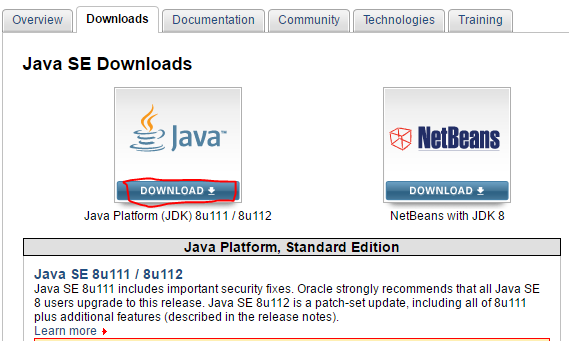 Overview Downloads Documentation Community Technologies Training
Java SE Downloads
Java™ NetBeans
DOWNLOAD DOWNLOAD
Java Platform (JDK) 8u111 / 8u112 NetBeans with JDK 8
Java Platform, Standard Edition
Java SE 8u111 / 8u112
Java SE 8u111 includes important security fixes. Oracle strongly recommends that all Java SE
8 users upgrade to this release. Java SE 8u112 is a patch-set update, including all of 8u111
plus additional features (described in the release notes).
Learn more